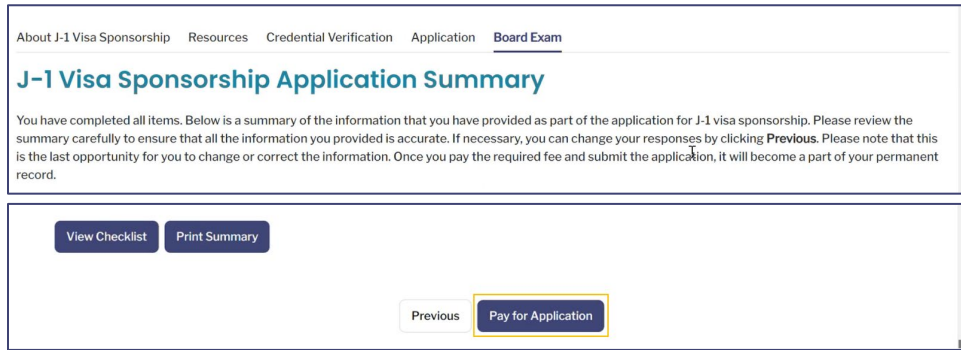 About J-1 Visa Sponsorship Resources Credential Verification Application Board Exam
J-1 Visa Sponsorship Application Summary
You have completed all items. Below is a summary of the information that you have provided as part of the application for J-1 visa sponsorship. Please review the
summary carefully to ensure that all the information you provided is accurate. If necessary, you can change your responses by clicking Previous. Please note that this
is the last opportunity for you to change or correct the information. Once you pay the required fee and submit the application, it will become a part of your permanent
record.
View Checklist Print Summary
Previous Pay for Application